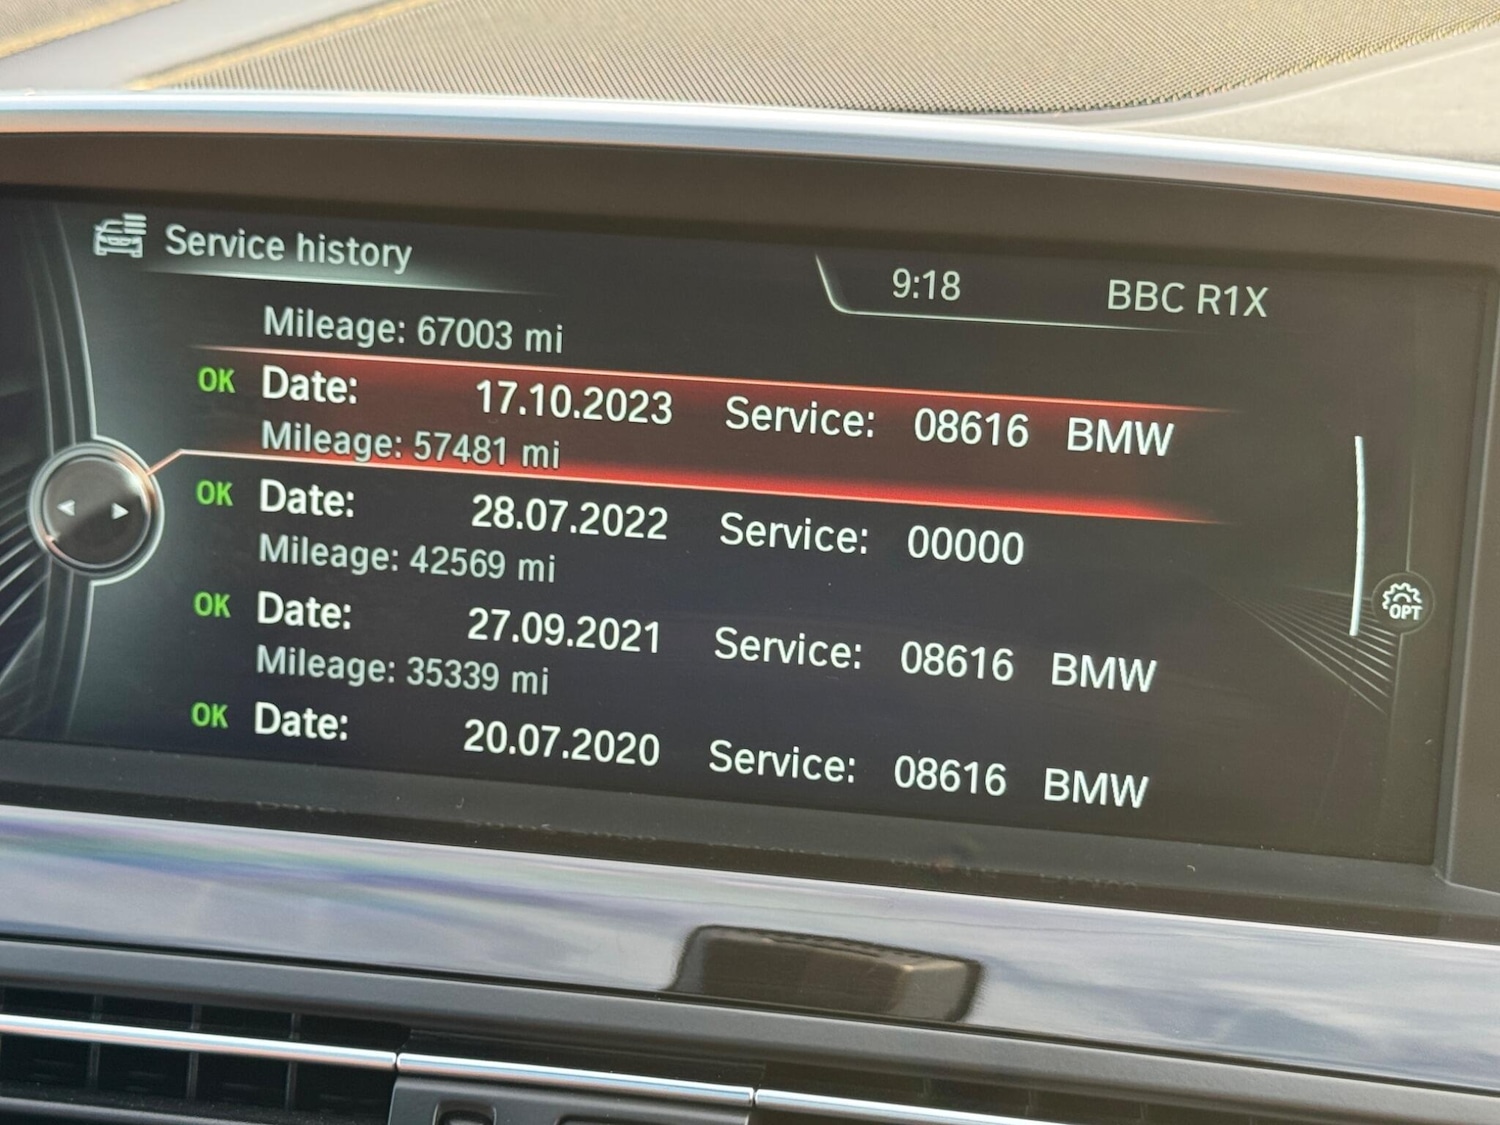 Service history
9:18 BBC R1X
Mileage: 67003 mi
OK Date: 17.10.2023 Service: 08616 BMW
Mileage: 57481 mi
OK Date: 28.07.2022 Service: 00000
Mileage: 42569 mi
OK Date: 27.09.2021 Service: 08616 BMW
Mileage: 35339 mi
OK Date: 20.07.2020 Service: 08616 BMW
OPT